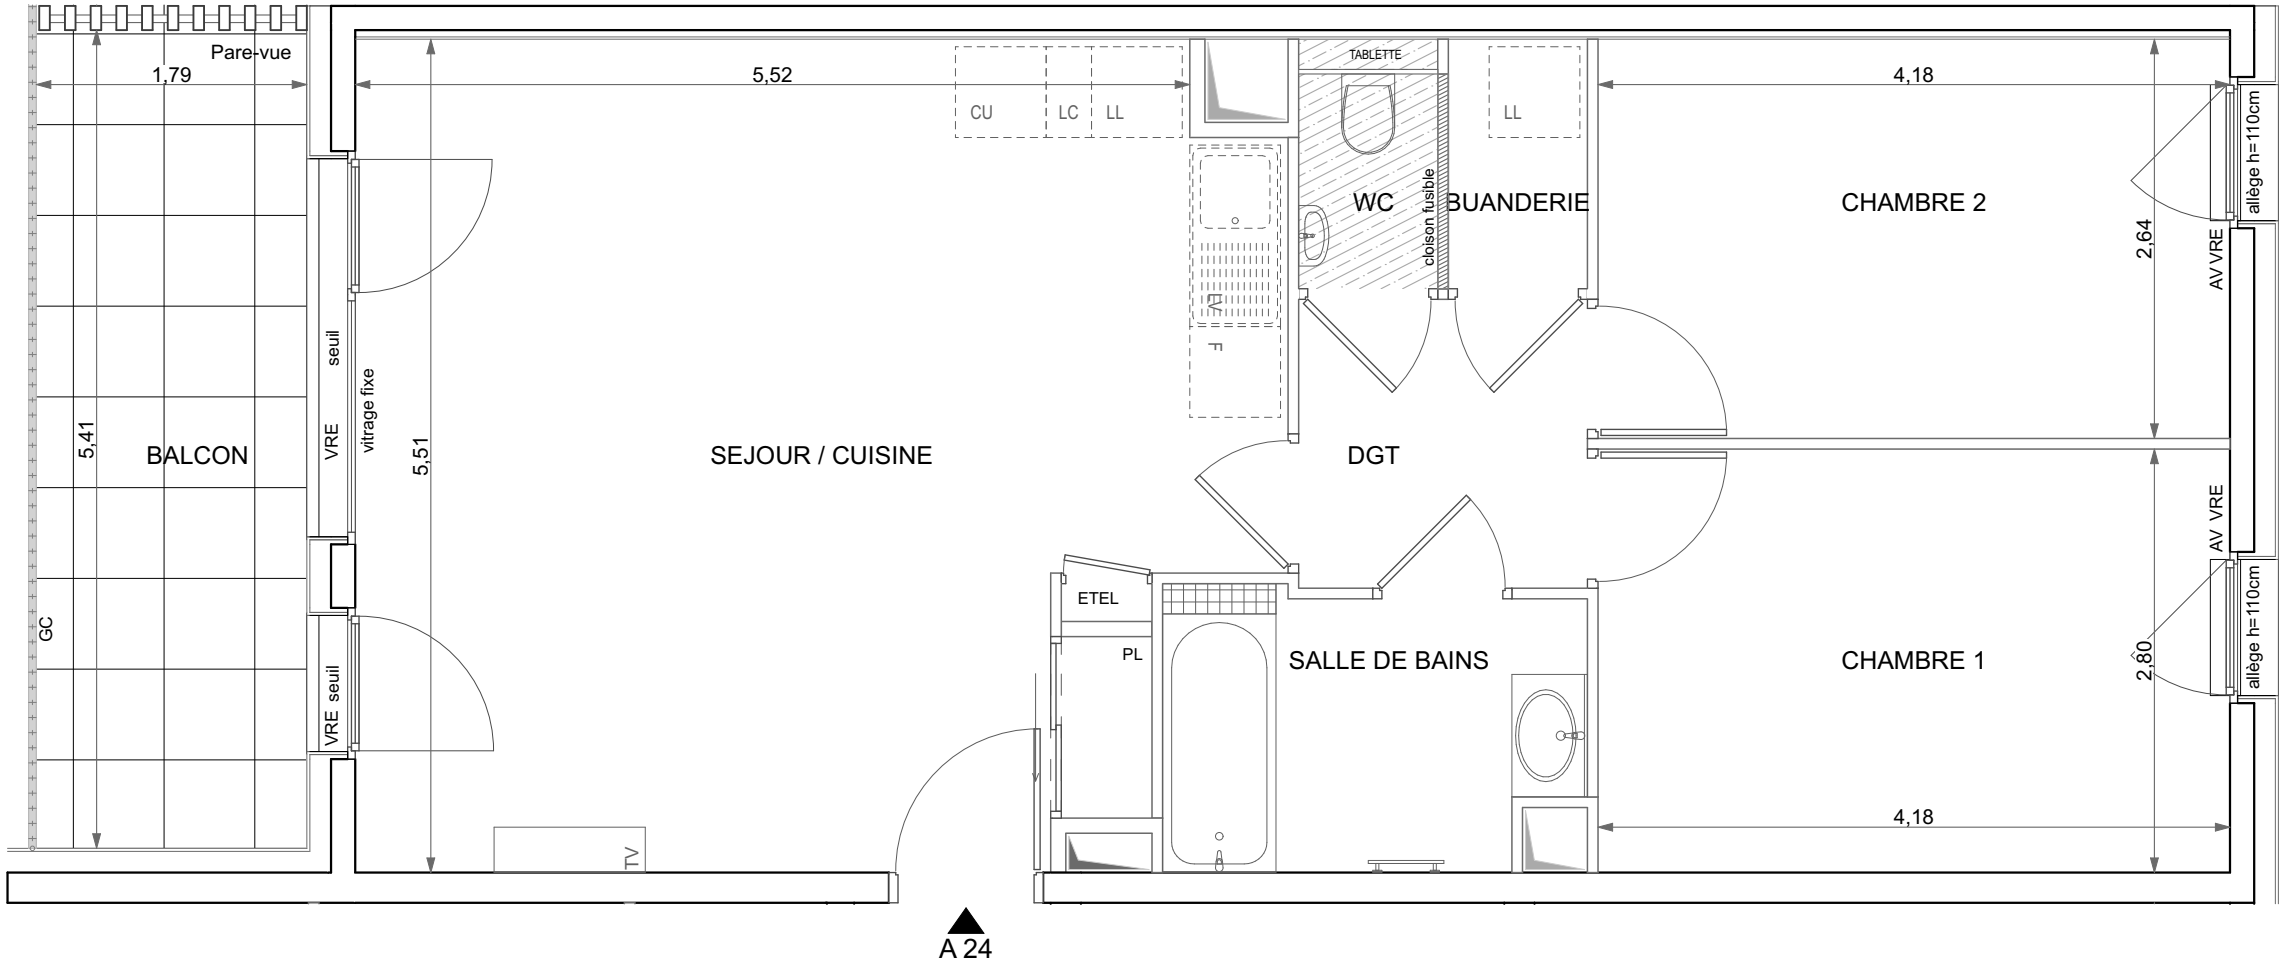 Pare-vue
1,79
5,52
TABLETTE
4,18
CU
LC
LL
LL
allège h=110cm
WC
cloison fusible
BUANDERIE
CHAMBRE 2
2,64
AV VRE
LV
F
seuil
VRE
vitrage fixe
5,41
BALCON
5,51
SEJOUR / CUISINE
DGT
AV VRE
GC
ETEL
PL
SALLE DE BAINS
CHAMBRE 1
2,80
allège h=110cm
VRE seuil
4,18
TV
A 24